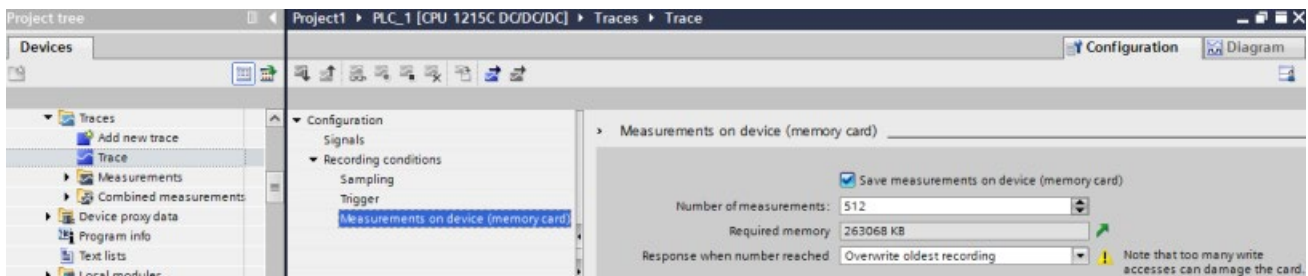 Project tree
Project1 ▸ PLC_1 [CPU 1215C DC/DC/DC] ▸ Traces ▸ Trace
Devices
Configuration
Diagram
Traces
Add new trace
Trace
Measurements
Combined measurements
Device proxy data
Program info
Text lists
Local modules
Configuration
Signals
Recording conditions
Sampling
Trigger
Measurements on device (memory card)
Measurements on device (memory card)
Save measurements on device (memory card)
Number of measurements: 512
Required memory 263068 KB
Response when number reached Overwrite oldest recording
Note that too many write
accesses can damage the card.